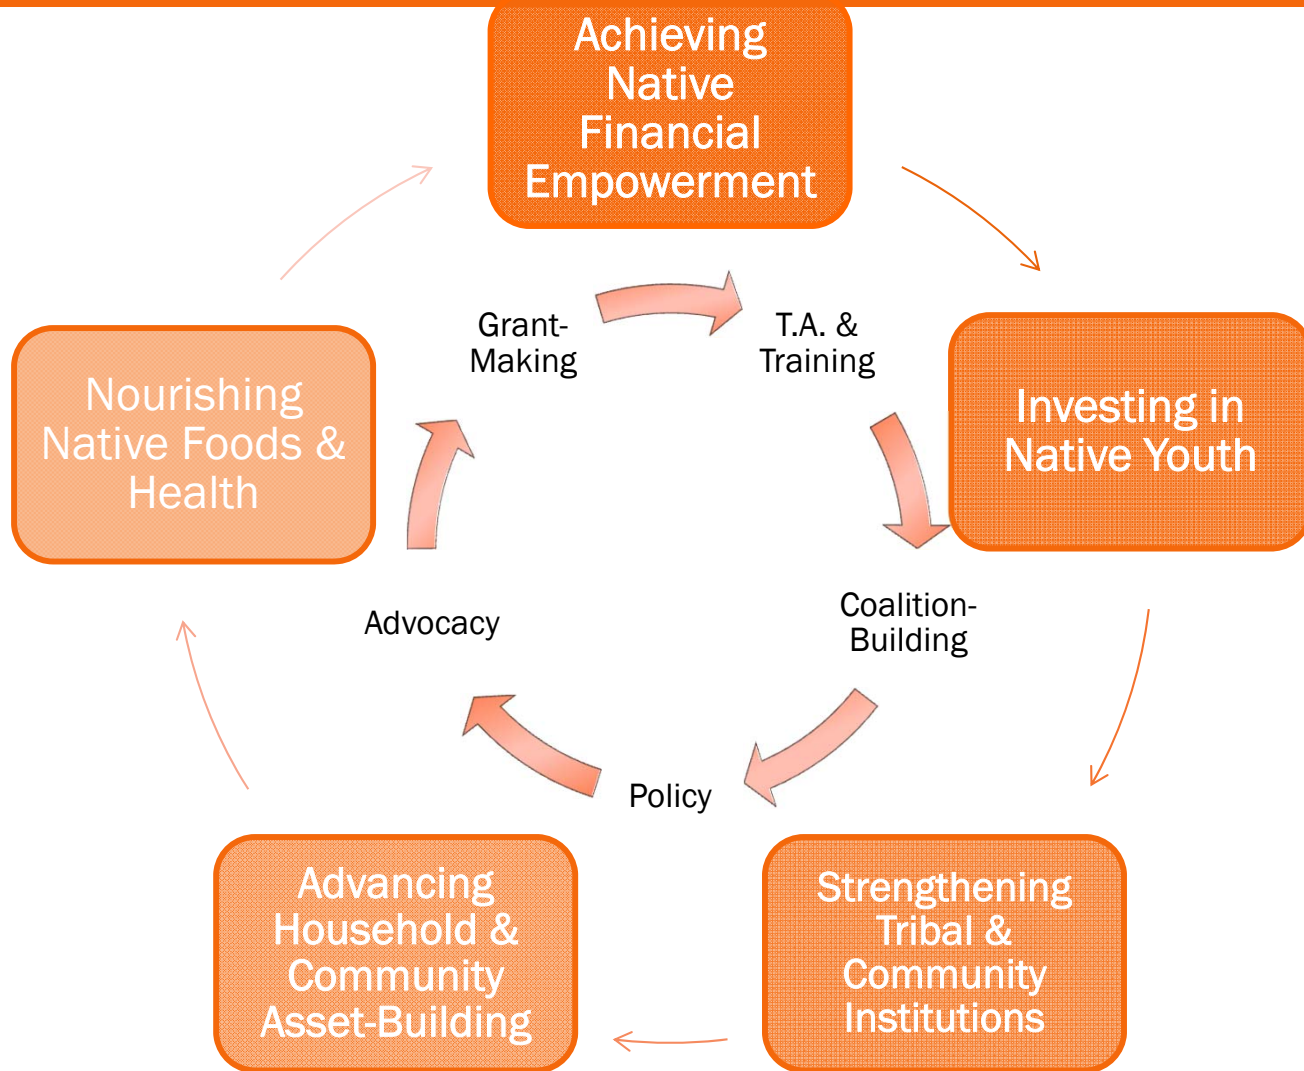 Achieving
Native
Financial
Empowerment
Grant-
Making
T.A. &
Training
Nourishing
Native Foods &
Health
Investing in
Native Youth
Advocacy
Coalition-
Building
Policy
Advancing
Household &
Community
Asset-Building
Strengthening
Tribal &
Community
Institutions